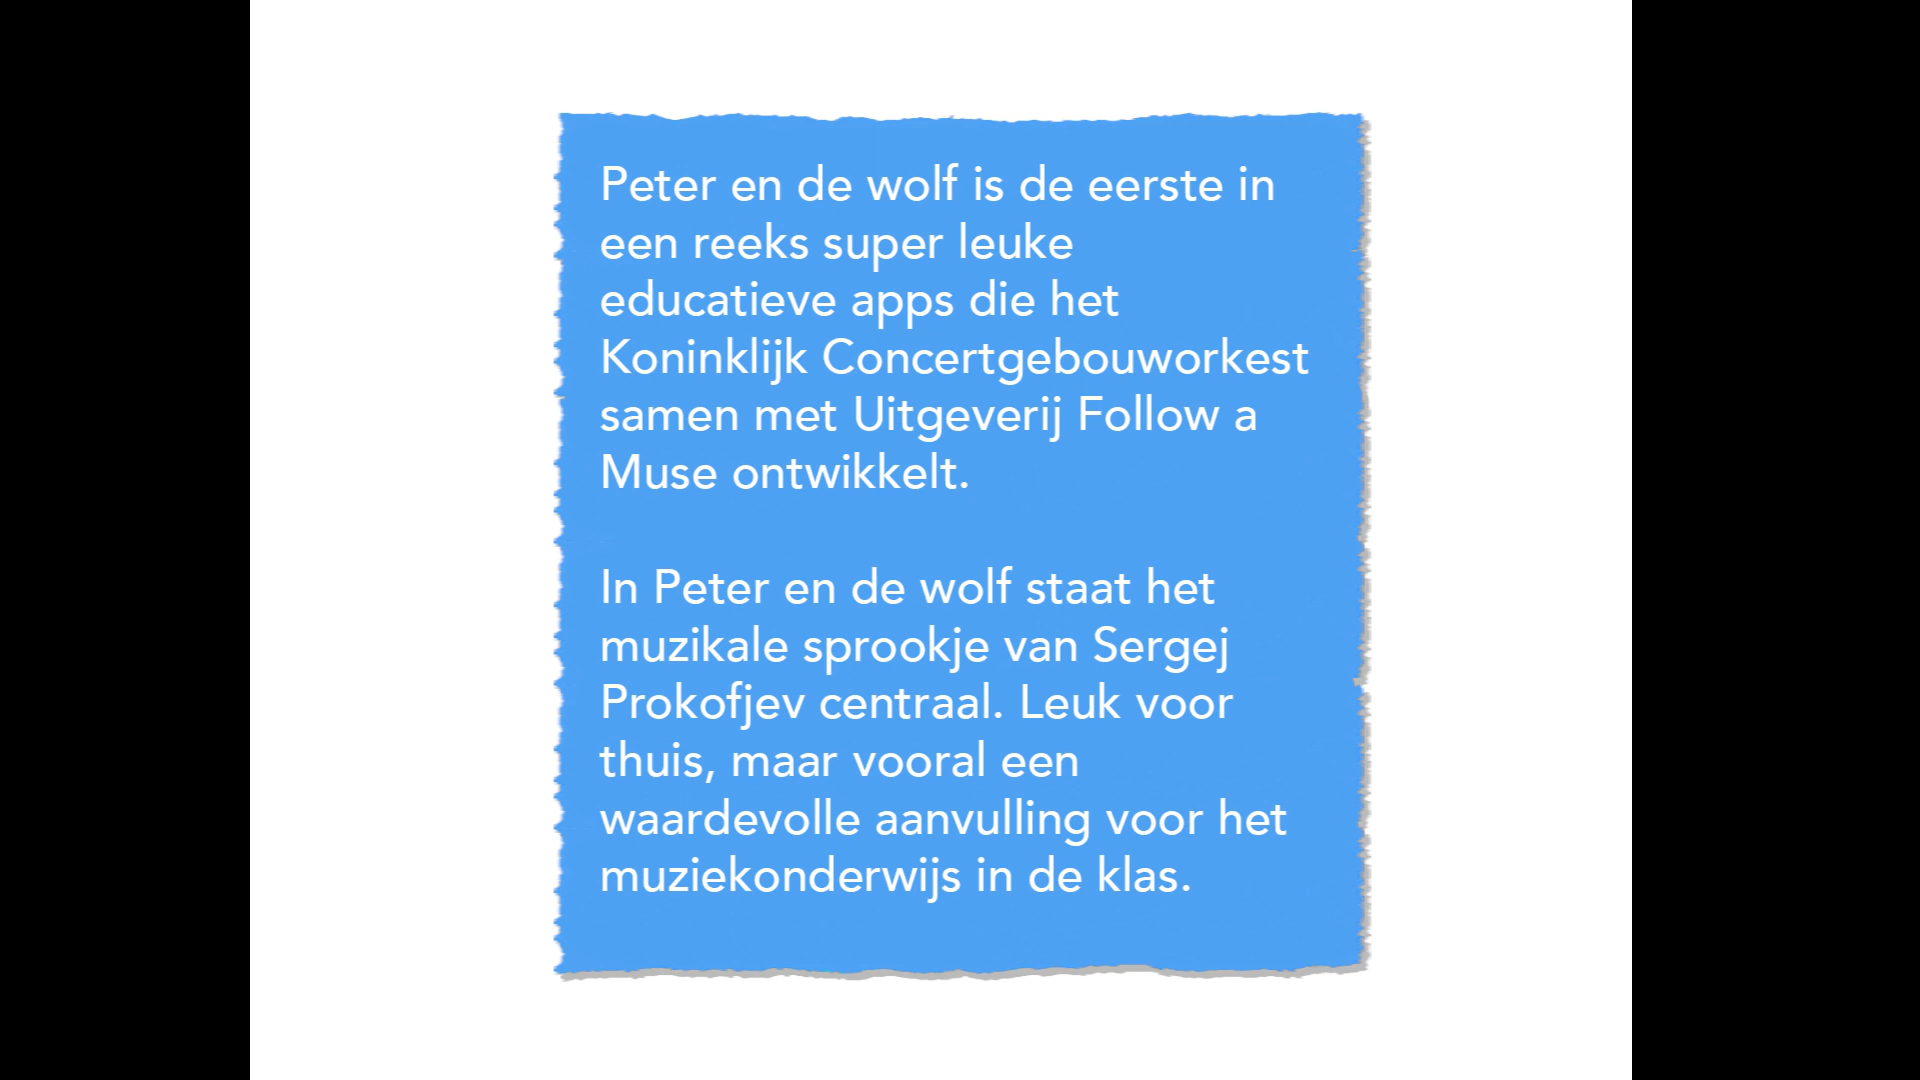 Peter en de wolf is de eerste in
een reeks super leuke
educatieve apps die het
Koninklijk Concertgebouworkest
samen met Uitgeverij Follow a
Muse ontwikkelt.
In Peter en de wolf staat het
muzikale sprookje van Sergej
Prokofjev centraal. Leuk voor
thuis, maar vooral een
waardevolle aanvulling voor het
muziekonderwijs in de klas.